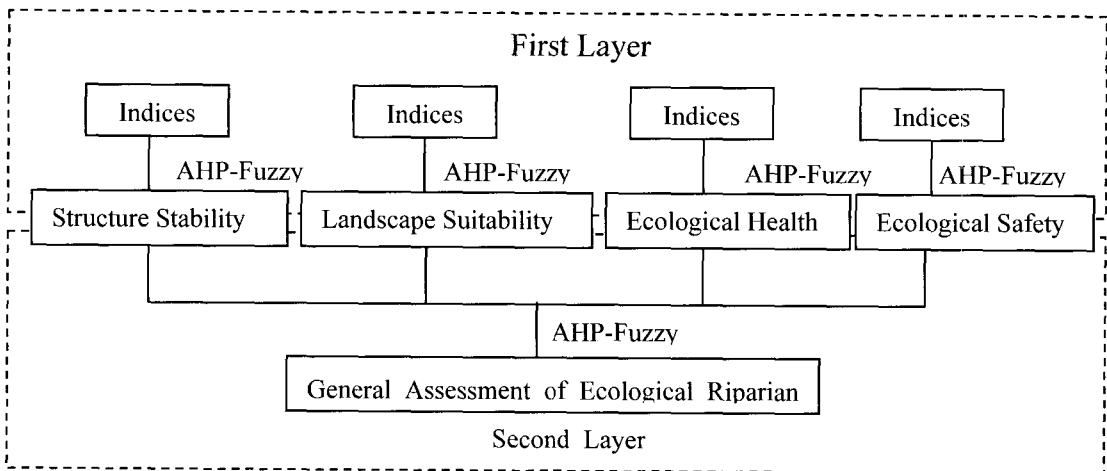 First Layer
Indices Indices Indices Indices
AHP-Fuzzy AHP-Fuzzy AHP-Fuzzy AHP-Fuzzy
Structure Stability Landscape Suitability Ecological Health Ecological Safety
AHP-Fuzzy
General Assessment of Ecological Riparian
Second Layer